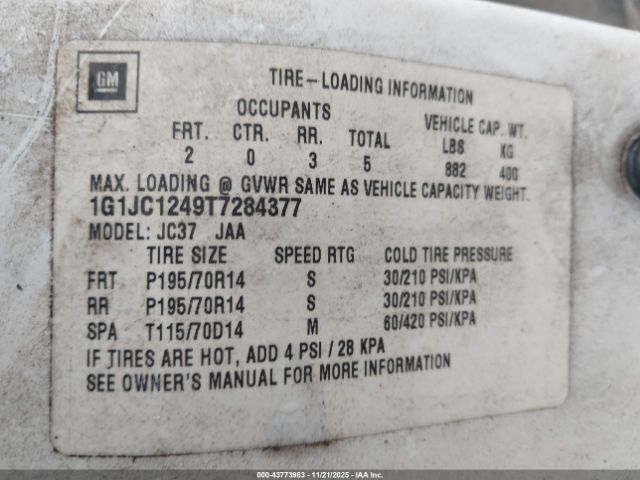 GM
TIRE-LOADING INFORMATION
OCCUPANTS
VEHICLE CAP. WT.
FRT. CTR. RR. TOTAL LBS KG
2 0 3 5 882 400
MAX. LOADING @ GVWR SAME AS VEHICLE CAPACITY WEIGHT.
1G1JC1249T7284377
MODEL: JC37 JAA
TIRE SIZE SPEED RTG COLD TIRE PRESSURE
FRT P195/70R14 S 30/210 PSI/KPA
RR P195/70R14 S 30/210 PSI/KPA
SPA T115/70D14 M 60/420 PSI/KPA
IF TIRES ARE HOT, ADD 4 PSI / 28 KPA
SEE OWNER'S MANUAL FOR MORE INFORMATION
000-43773983 - 11/21/2025 - IAAI.COM